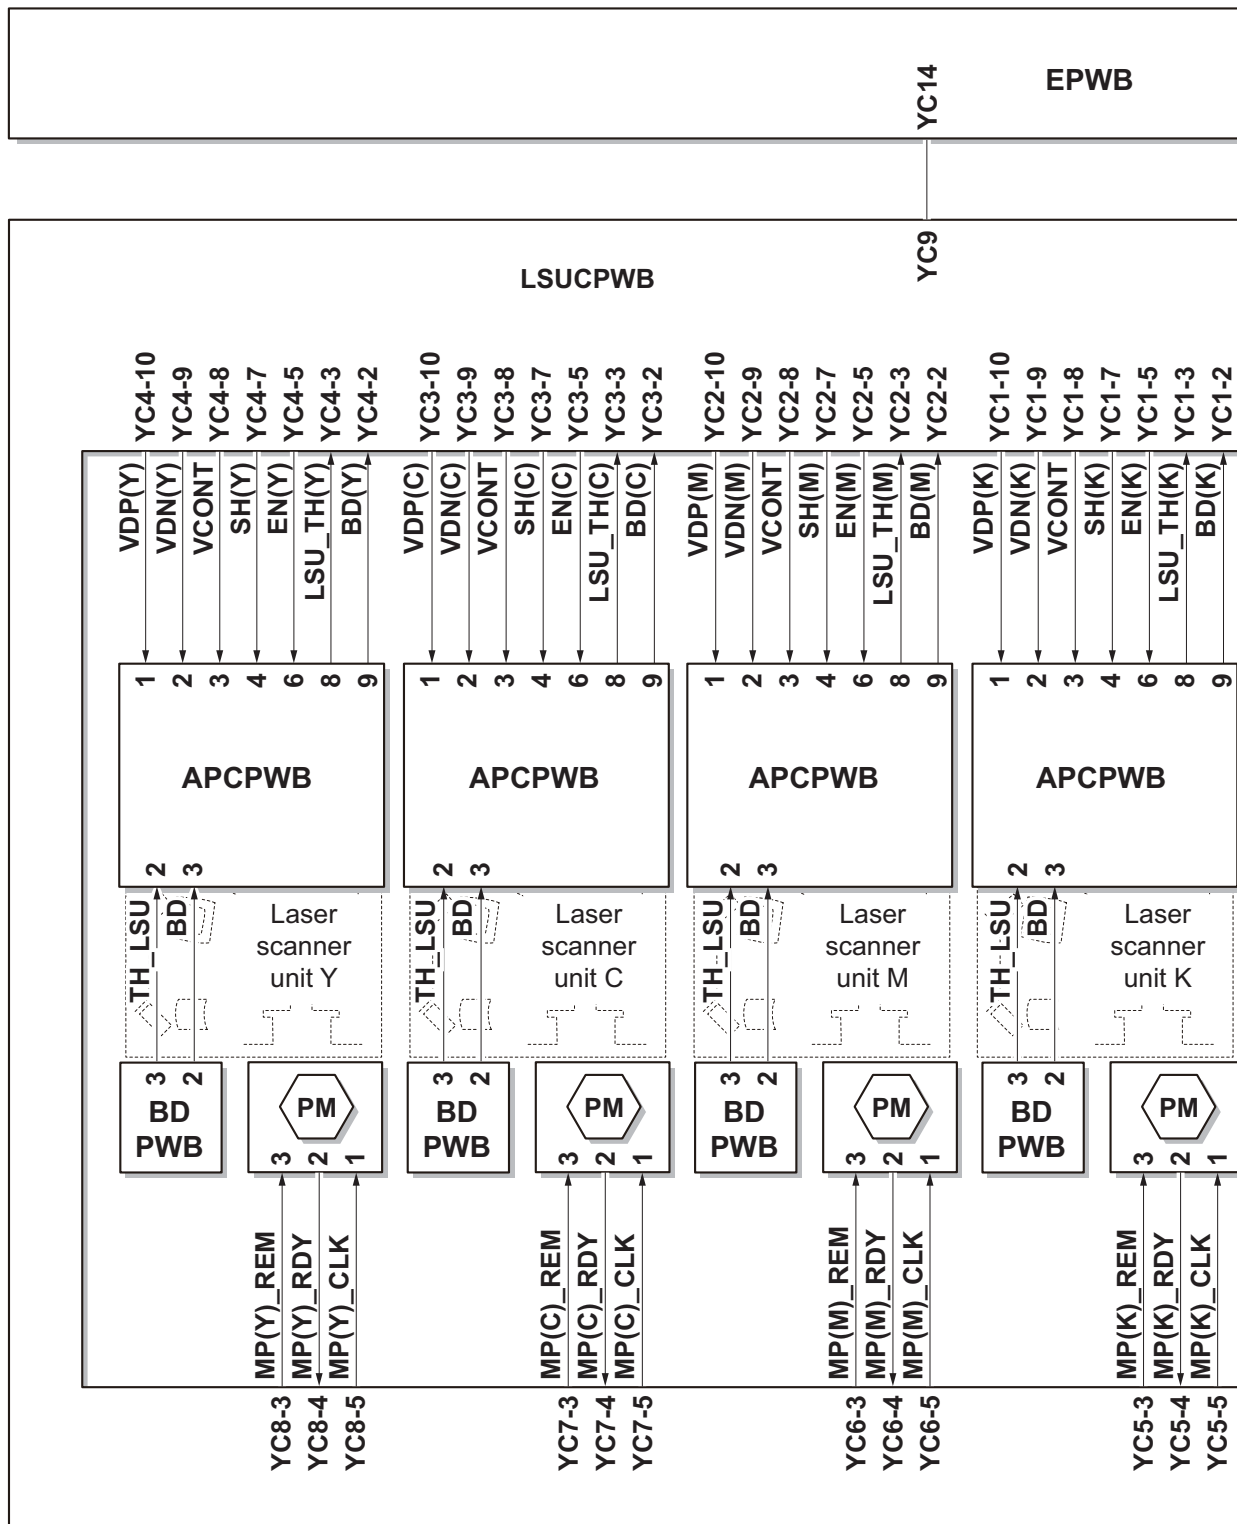 EPWB
YC14
YC9
LSUCPWB
YC4-10
YC4-9
YC4-8
YC4-7
YC4-5
YC4-3
YC4-2
YC3-10
YC3-9
YC3-8
YC3-7
YC3-5
YC3-3
YC3-2
YC2-10
YC2-9
YC2-8
YC2-7
YC2-5
YC2-3
YC2-2
YC1-10
YC1-9
YC1-8
YC1-7
YC1-5
YC1-3
YC1-2
VDP(Y)
VDN(Y)
VCONT
SH(Y)
EN(Y)
LSU_TH(Y)
BD(Y)
VDP(C)
VDN(C)
VCONT
SH(C)
EN(C)
LSU_TH(C)
BD(C)
VDP(M)
VDN(M)
VCONT
SH(M)
EN(M)
LSU_TH(M)
BD(M)
VDP(K)
VDN(K)
VCONT
SH(K)
EN(K)
LSU_TH(K)
BD(K)
1
2
3
4
6
8
9
1
2
3
4
6
8
9
1
2
3
4
6
8
9
1
2
3
4
6
8
9
APCPWB
APCPWB
APCPWB
APCPWB
2
3
2
3
2
3
2
3
TH_LSU
BD
Laser
scanner
unit Y
TH_LSU
BD
Laser
scanner
unit C
TH_LSU
BD
Laser
scanner
unit M
TH_LSU
BD
Laser
scanner
unit K
3
2
BD
PWB
PM
3
2
1
3
2
BD
PWB
PM
3
2
1
3
2
BD
PWB
PM
3
2
1
3
2
BD
PWB
PM
3
2
1
MP(Y)_REM
MP(Y)_RDY
MP(Y)_CLK
MP(C)_REM
MP(C)_RDY
MP(C)_CLK
MP(M)_REM
MP(M)_RDY
MP(M)_CLK
MP(K)_REM
MP(K)_RDY
MP(K)_CLK
YC8-3
YC8-4
YC8-5
YC7-3
YC7-4
YC7-5
YC6-3
YC6-4
YC6-5
YC5-3
YC5-4
YC5-5